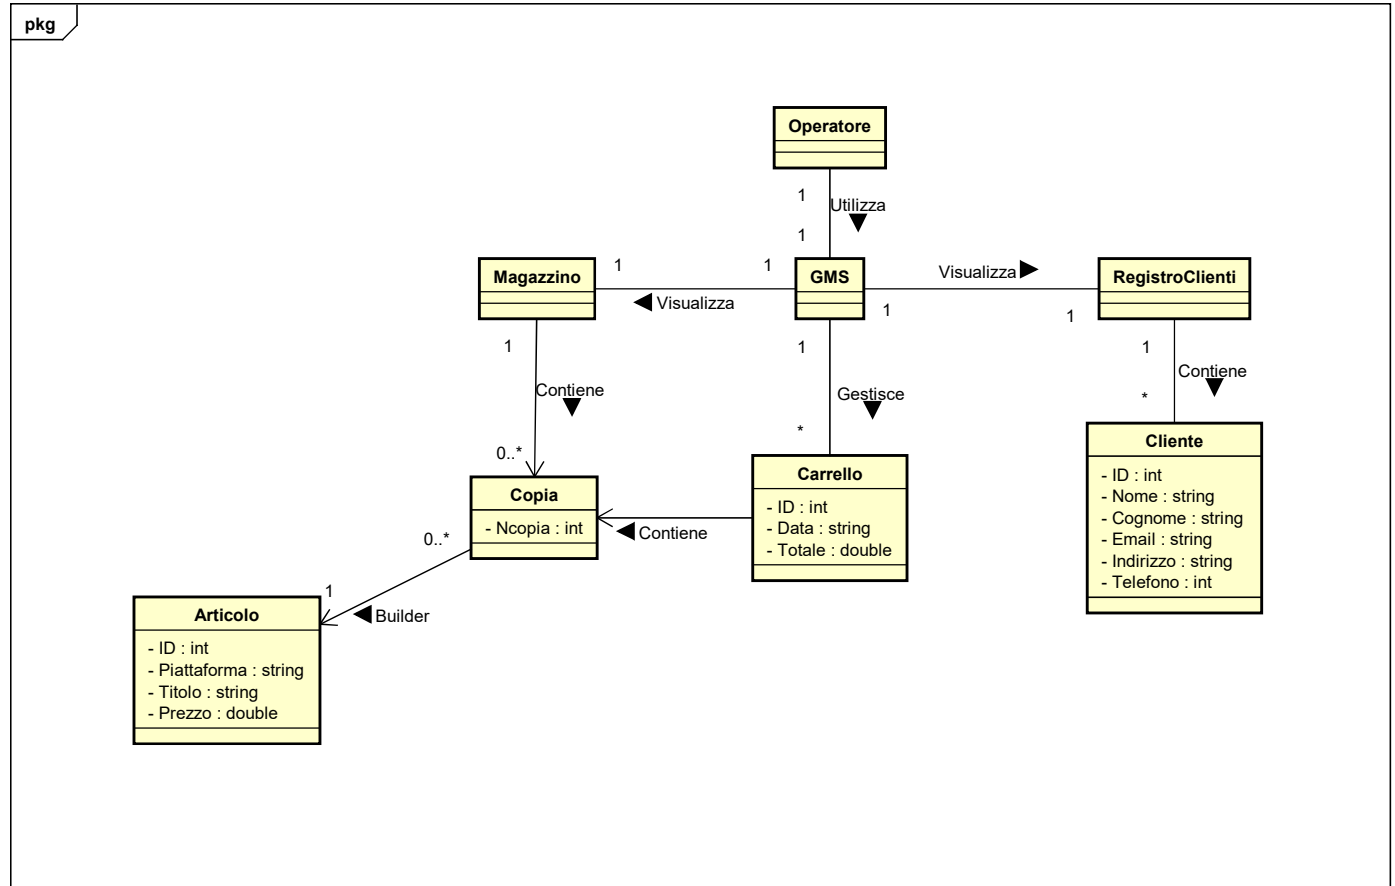 pkg
Operatore
1
Utilizza
1
Magazzino
1
1
Visualizza
GMS
Visualizza
1
1
RegistroClienti
1
Contiene
0..*
1
Gestisce
*
1
Contiene
*
Copia
- Ncopia : int
Contiene
Carrello
- ID : int
- Data : string
- Totale : double
Cliente
- ID : int
- Nome : string
- Cognome : string
- Email : string
- Indirizzo : string
- Telefono : int
0..*
1
Builder
Articolo
- ID : int
- Piattaforma : string
- Titolo : string
- Prezzo : double